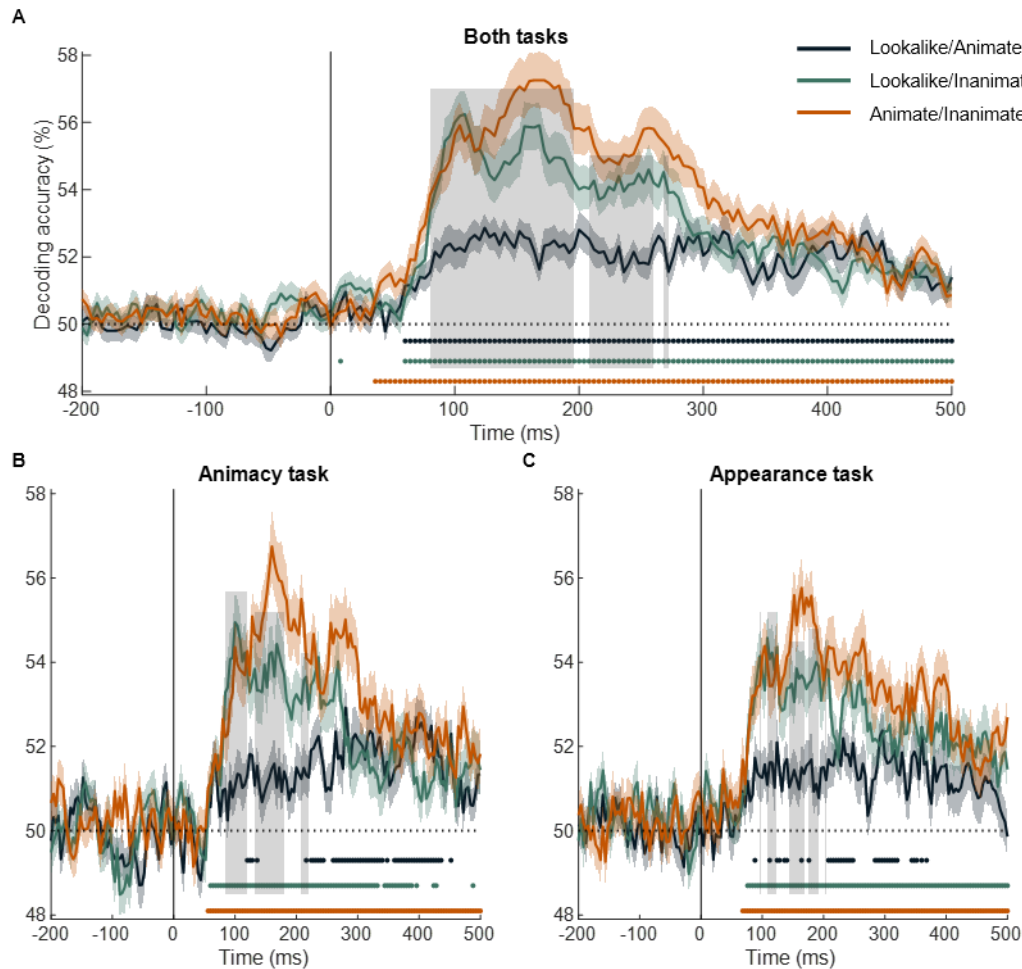 A
Both tasks
Lookalike/Animate
Lookalike/Inanimat
Animate/Inanimate
Decoding accuracy (%)
58
56
54
52
50
48
-200 -100 0 100 200 300 400 500
Time (ms)
B
Animacy task
58
56
54
52
50
48
-200 -100 0 100 200 300 400 500
Time (ms)
C
Appearance task
58
56
54
52
50
48
-200 -100 0 100 200 300 400 500
Time (ms)